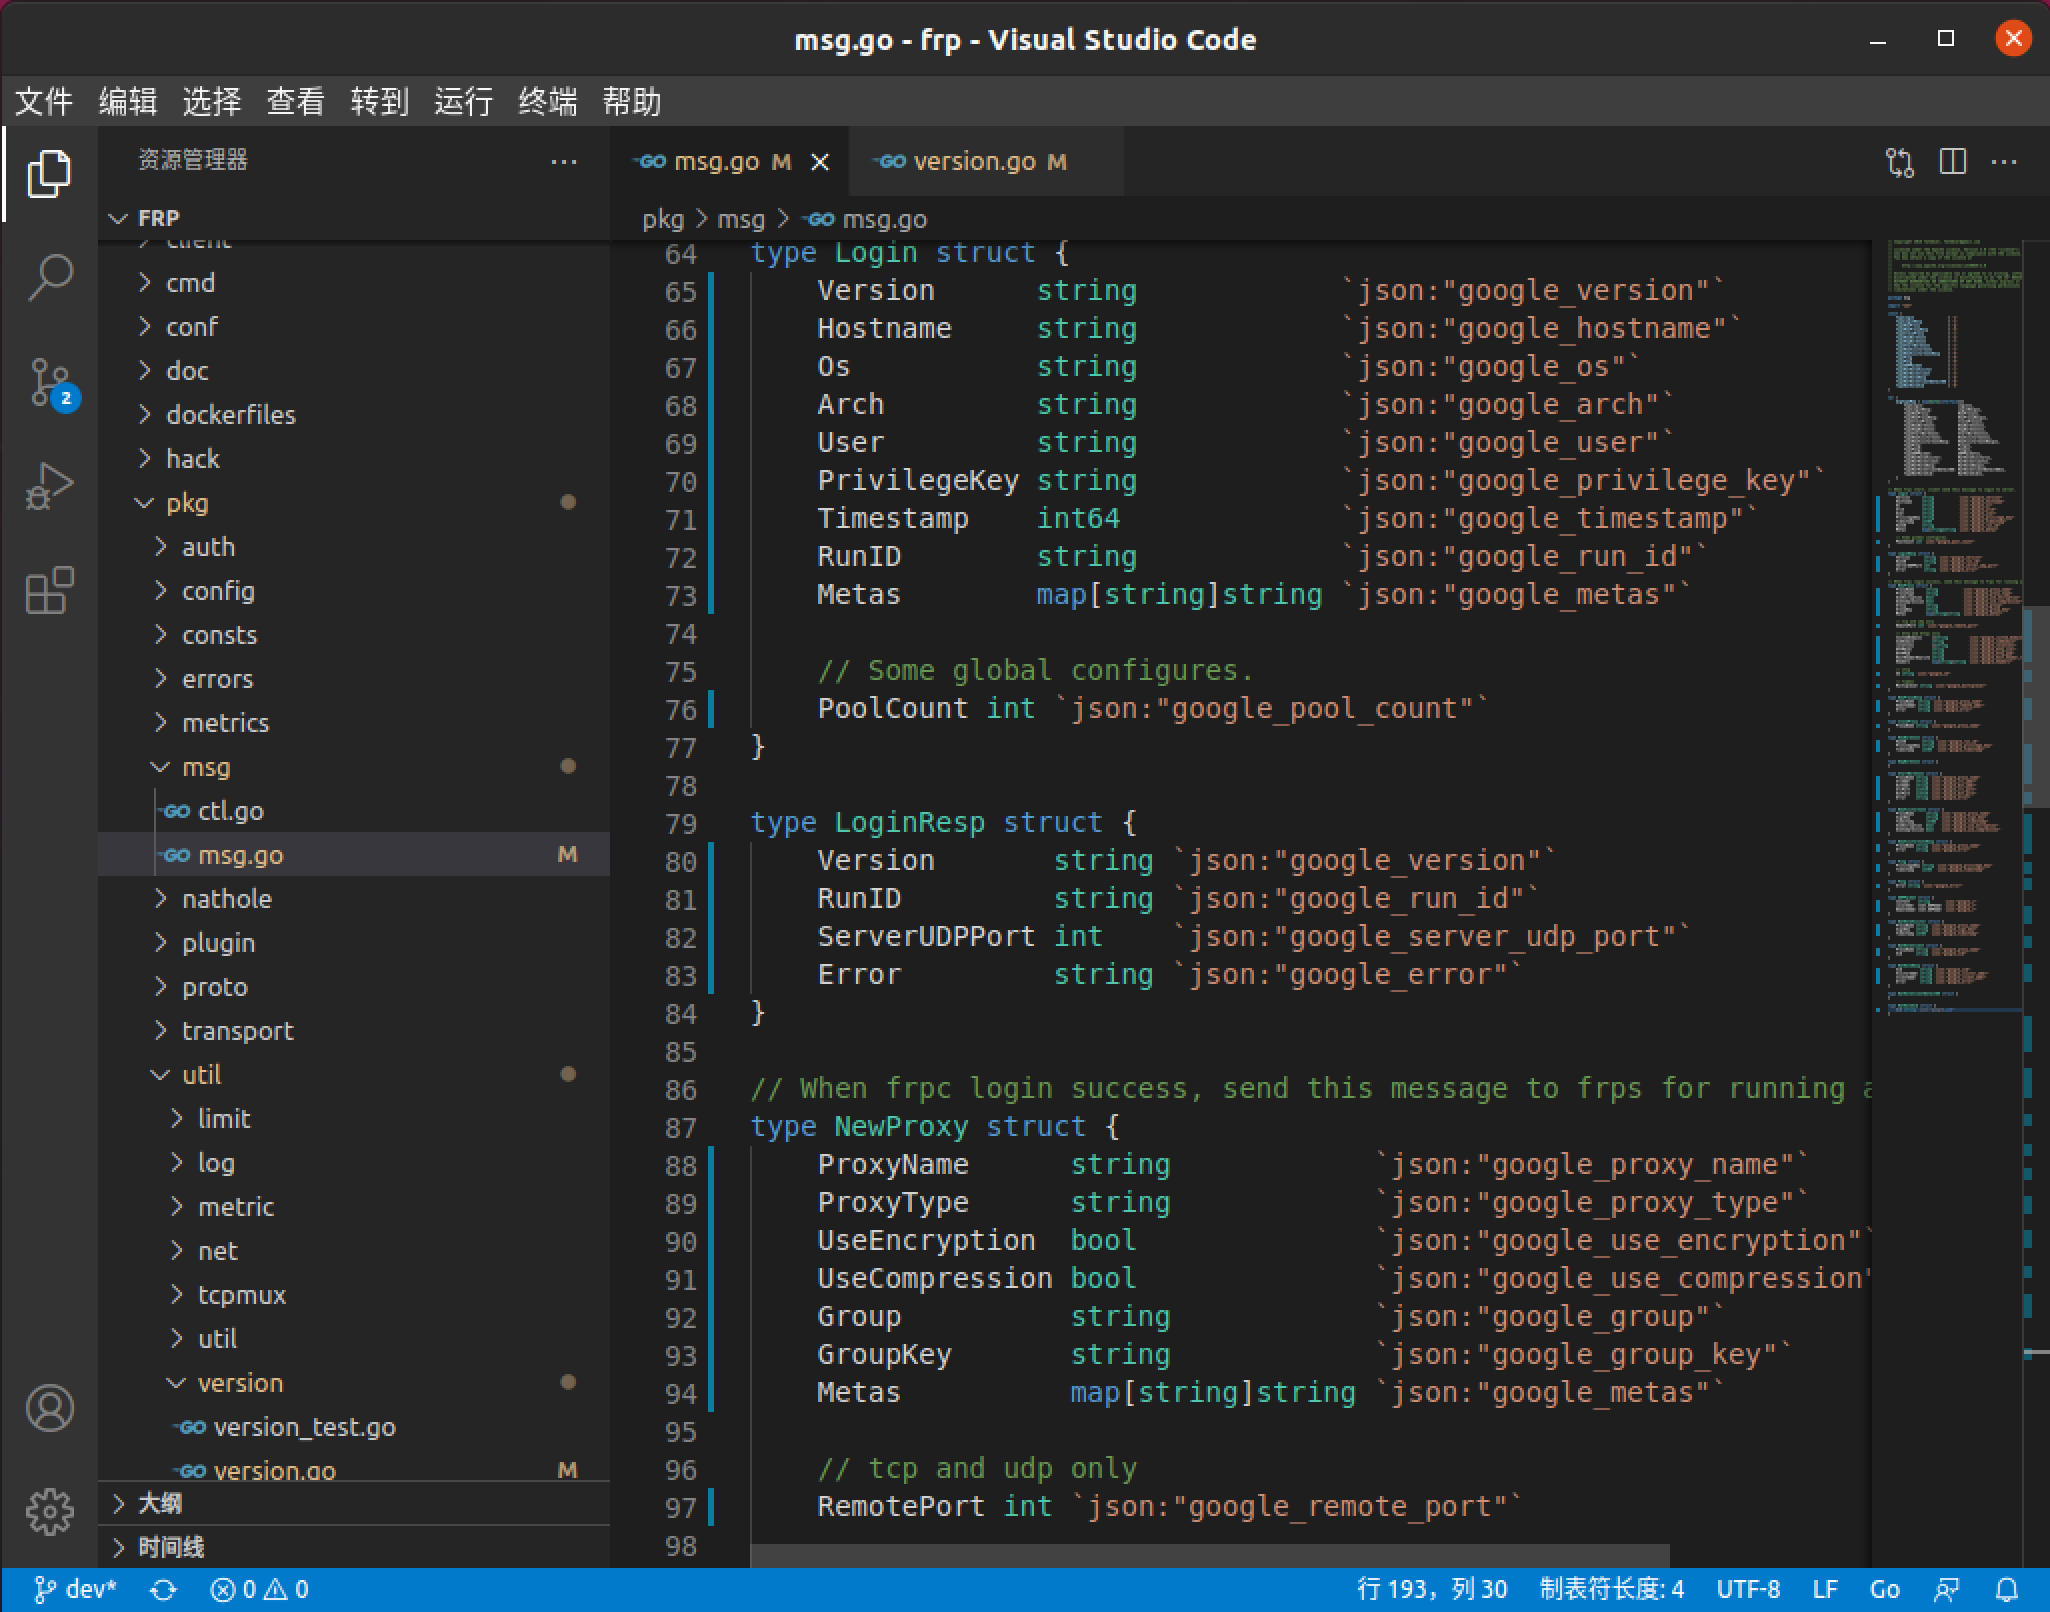 msg.go - frp - Visual Studio Code
文件 编辑 选择 查看 转到 运行 终端 帮助
资源管理器
FRP
client
cmd
conf
doc
dockerfiles
hack
pkg
auth
config
consts
errors
metrics
msg
GO ctl.go
GO msg.go M
nathole
plugin
proto
transport
util
limit
log
metric
net
tcpmux
util
version
GO version_test.go
GO version.go M
大纲
时间线
2
GO msg.go M
GO version.go M
pkg > msg > GO msg.go
64 type Login struct {
65 Version string `json:"google_version"`
66 Hostname string `json:"google_hostname"`
67 Os string `json:"google_os"`
68 Arch string `json:"google_arch"`
69 User string `json:"google_user"`
70 PrivilegeKey string `json:"google_privilege_key"`
71 Timestamp int64 `json:"google_timestamp"`
72 RunID string `json:"google_run_id"`
73 Metas map[string]string `json:"google_metas"`
74
75 // Some global configures.
76 PoolCount int `json:"google_pool_count"`
77 }
78
79 type LoginResp struct {
80 Version string `json:"google_version"`
81 RunID string `json:"google_run_id"`
82 ServerUDPPort int `json:"google_server_udp_port"`
83 Error string `json:"google_error"`
84 }
85
86 // When frpc login success, send this message to frps for running a
87 type NewProxy struct {
88 ProxyName string `json:"google_proxy_name"`
89 ProxyType string `json:"google_proxy_type"`
90 UseEncryption bool `json:"google_use_encryption"`
91 UseCompression bool `json:"google_use_compression"
92 Group string `json:"google_group"`
93 GroupKey string `json:"google_group_key"`
94 Metas map[string]string `json:"google_metas"`
95
96 // tcp and udp only
97 RemotePort int `json:"google_remote_port"`
98
dev* 0 0 行 193，列 30 制表符长度: 4 UTF-8 LF Go